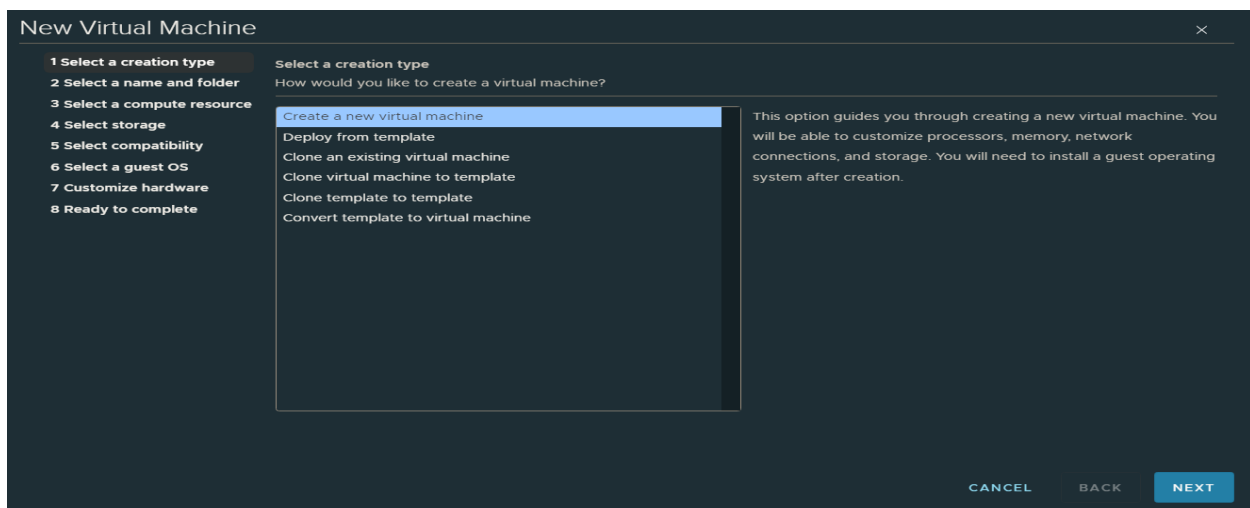 New Virtual Machine
×
1 Select a creation type
2 Select a name and folder
3 Select a compute resource
4 Select storage
5 Select compatibility
6 Select a guest OS
7 Customize hardware
8 Ready to complete
Select a creation type
How would you like to create a virtual machine?
Create a new virtual machine
Deploy from template
Clone an existing virtual machine
Clone virtual machine to template
Clone template to template
Convert template to virtual machine
This option guides you through creating a new virtual machine. You
will be able to customize processors, memory, network
connections, and storage. You will need to install a guest operating
system after creation.
CANCEL
BACK
NEXT